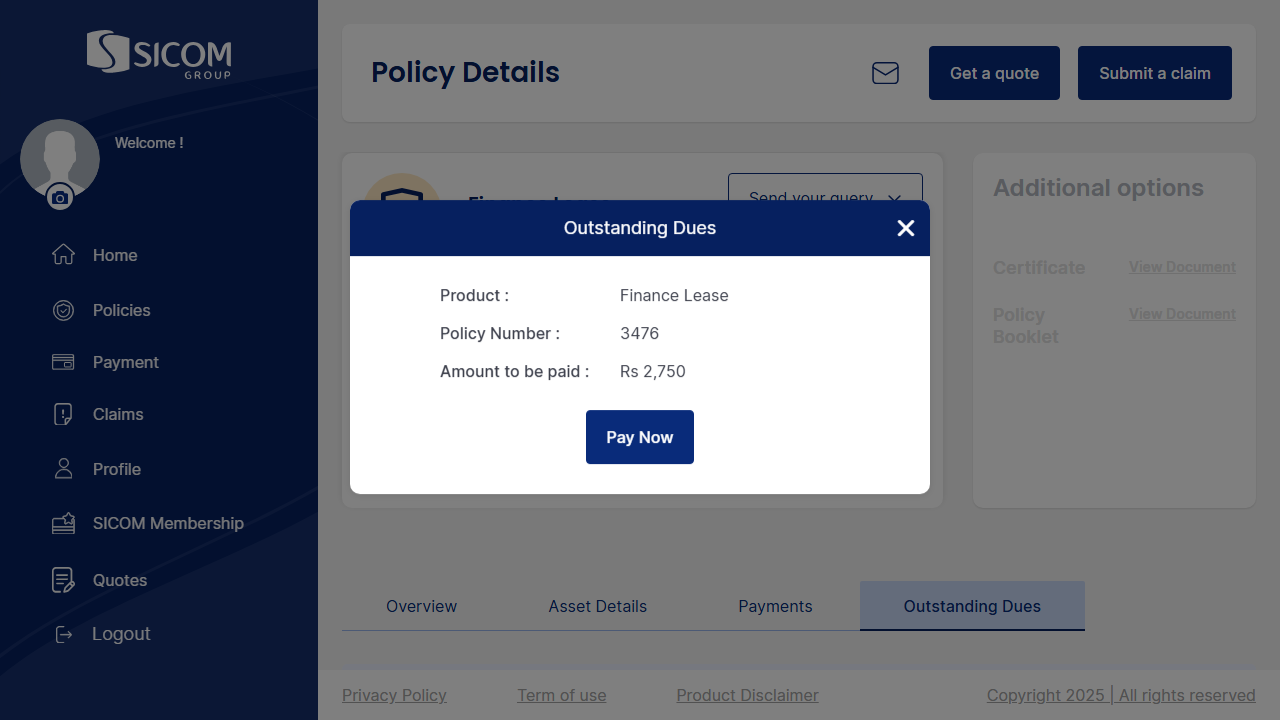 SICOM
GROUP
Welcome !
Home
Policies
Payment
Claims
Profile
SICOM Membership
Quotes
Logout
Policy Details
Get a quote
Submit a claim
Send your query
Additional options
Certificate
View Document
Policy
Booklet
View Document
Outstanding Dues
Product :
Finance Lease
Policy Number :
3476
Amount to be paid :
Rs 2,750
Pay Now
Overview
Asset Details
Payments
Outstanding Dues
Privacy Policy
Term of use
Product Disclaimer
Copyright 2025 | All rights reserved